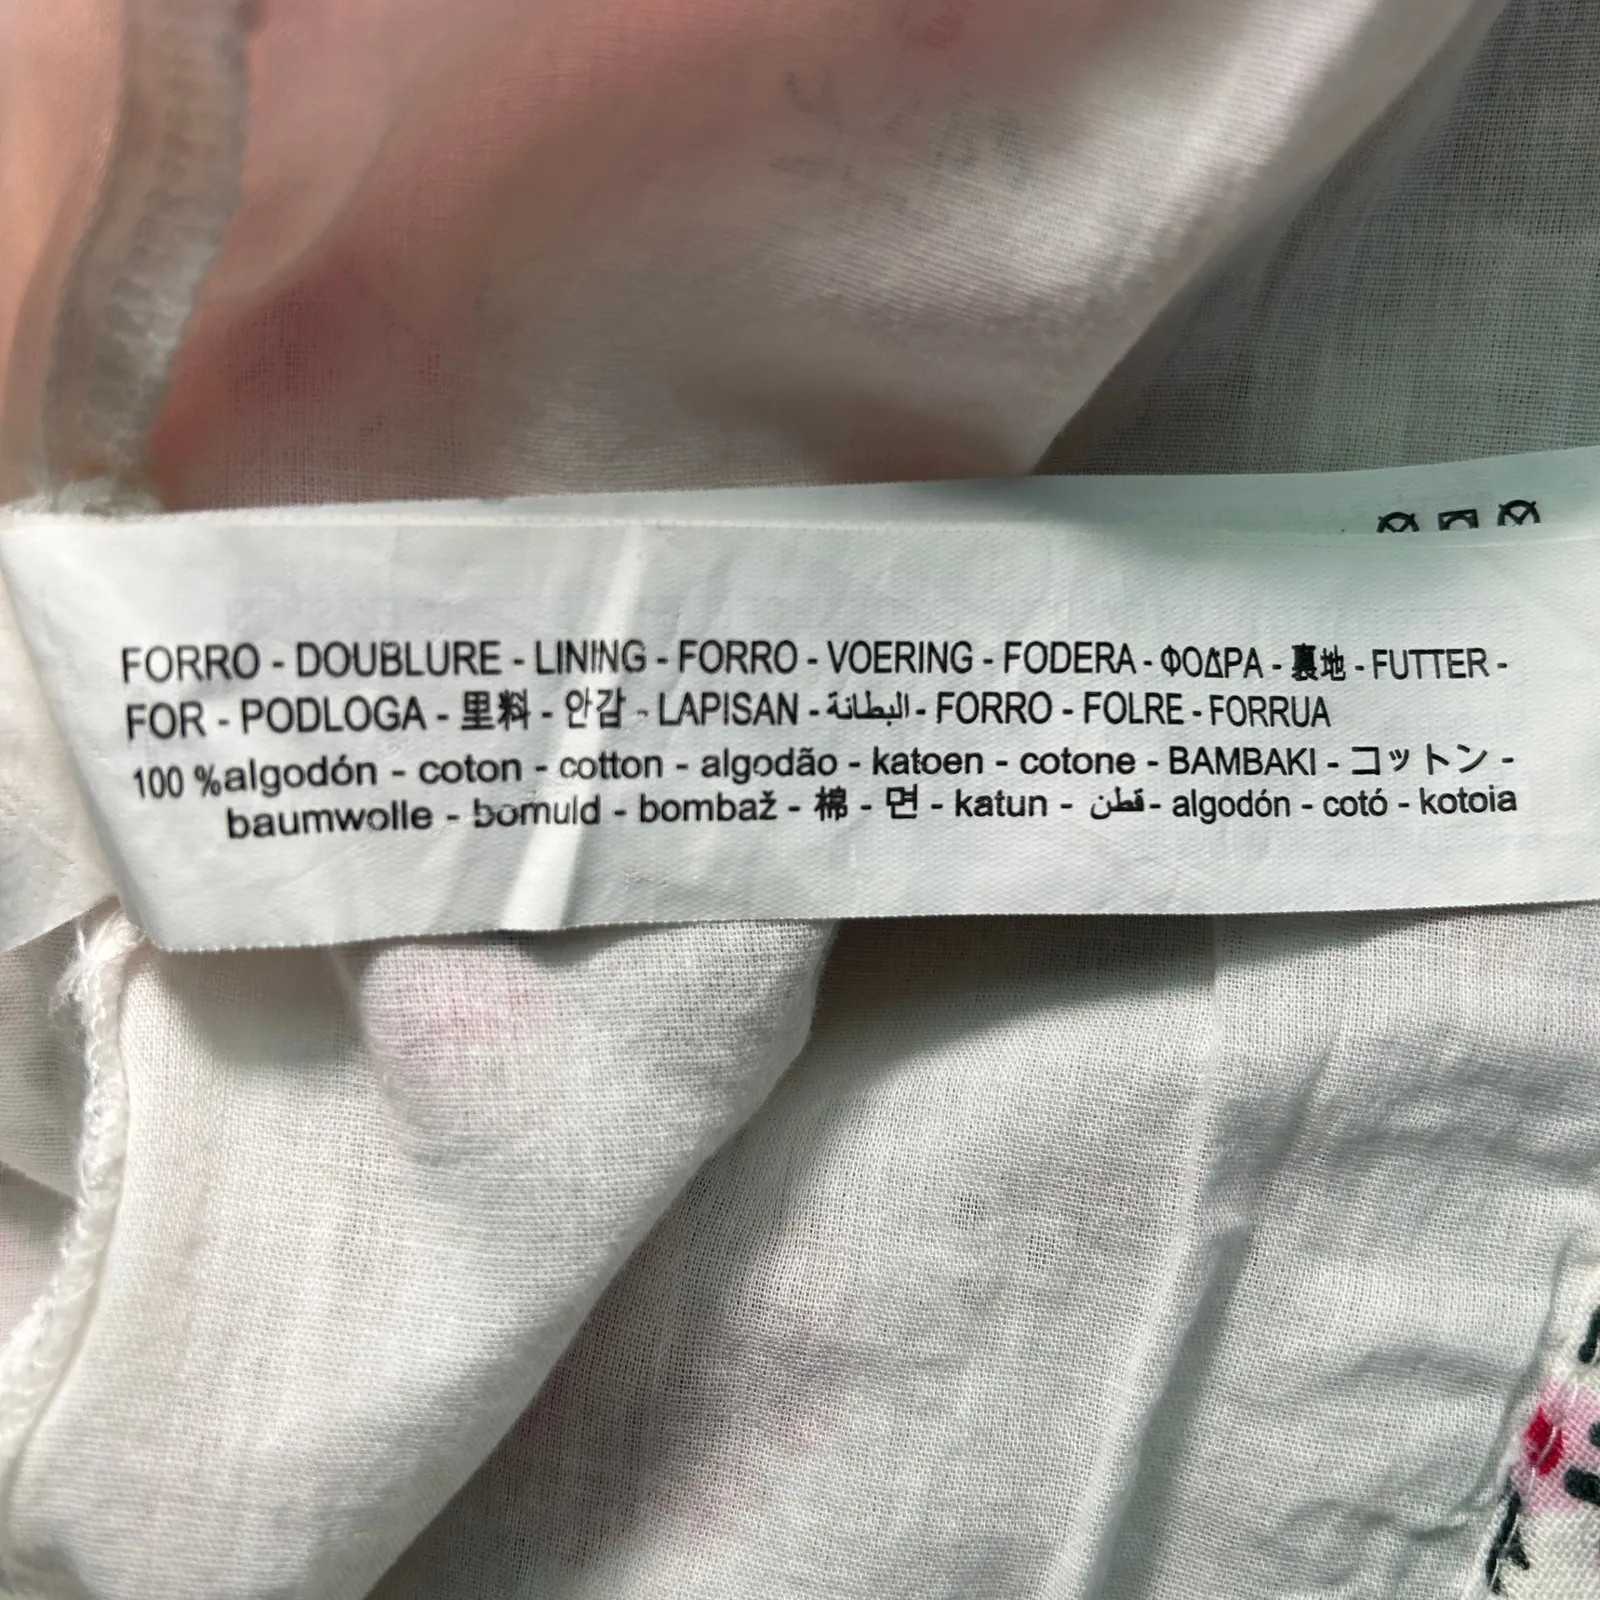 FORRO - DOUBLURE - LINING - FORRO - VOERING - FODERA - ΦΟΔΡΑ - 裏地 - FUTTER -
FOR - PODLOGA - 里料 - 안감 - LAPISAN - البطانة - FORRO - FOLRE - FORRUA
100 %algodón - coton - cotton - algodão - katoen - cotone - BAMBAKI - コットン -
baumwolle - bomuld - bombaž - 棉 - 면 - katun - قطن - algodón - cotó - kotoia